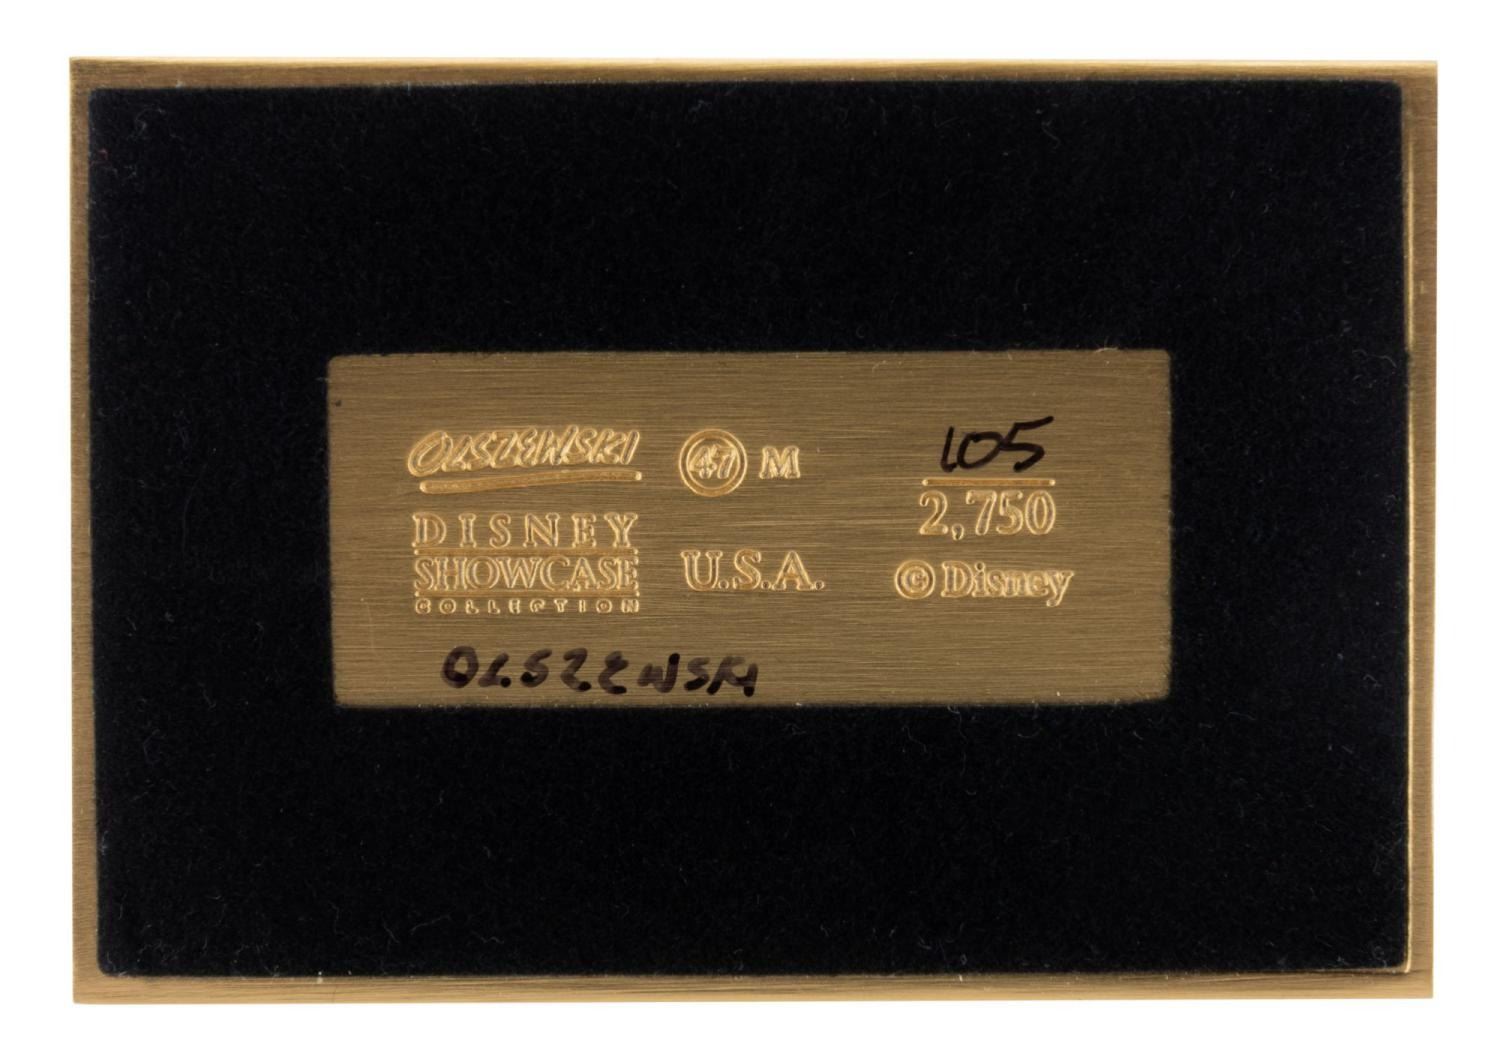 OLSZEWSKI
DISNEY
SHOWCASE
COLLECTION
47 M
U.S.A.
105
2,750
© Disney
OLSZEWSKI